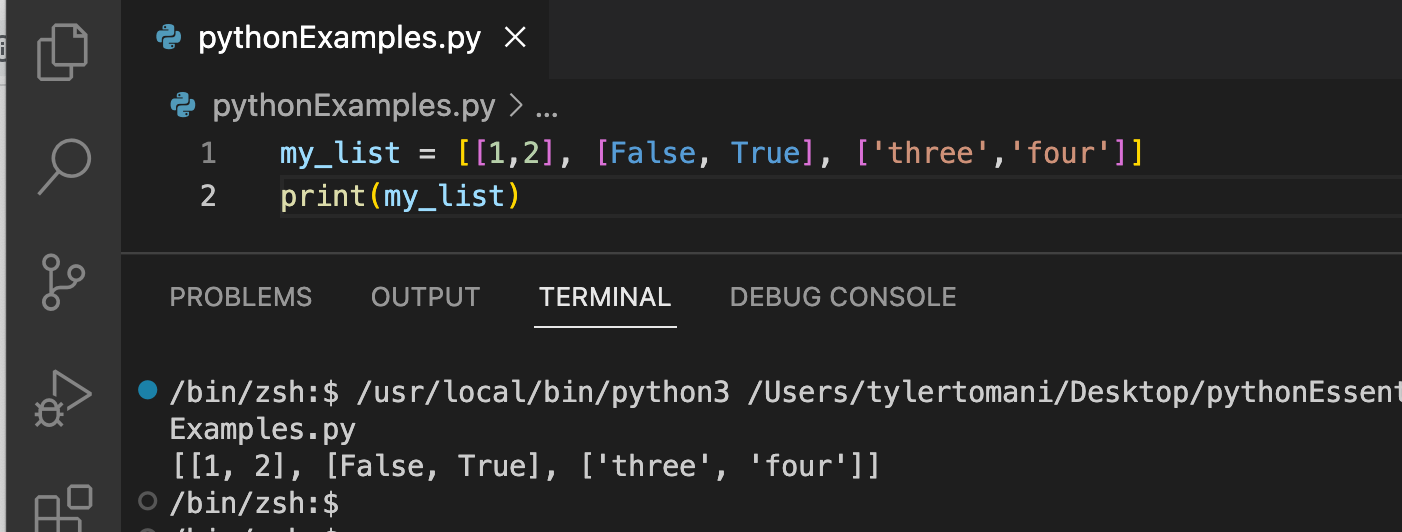 pythonExamples.py
pythonExamples.py > ...
1 my_list = [[1,2], [False, True], ['three','four']]
2 print(my_list)
PROBLEMS OUTPUT TERMINAL DEBUG CONSOLE
/bin/zsh:$ /usr/local/bin/python3 /Users/tylertomani/Desktop/pythonEssent
Examples.py
[[1, 2], [False, True], ['three', 'four']]
/bin/zsh:$